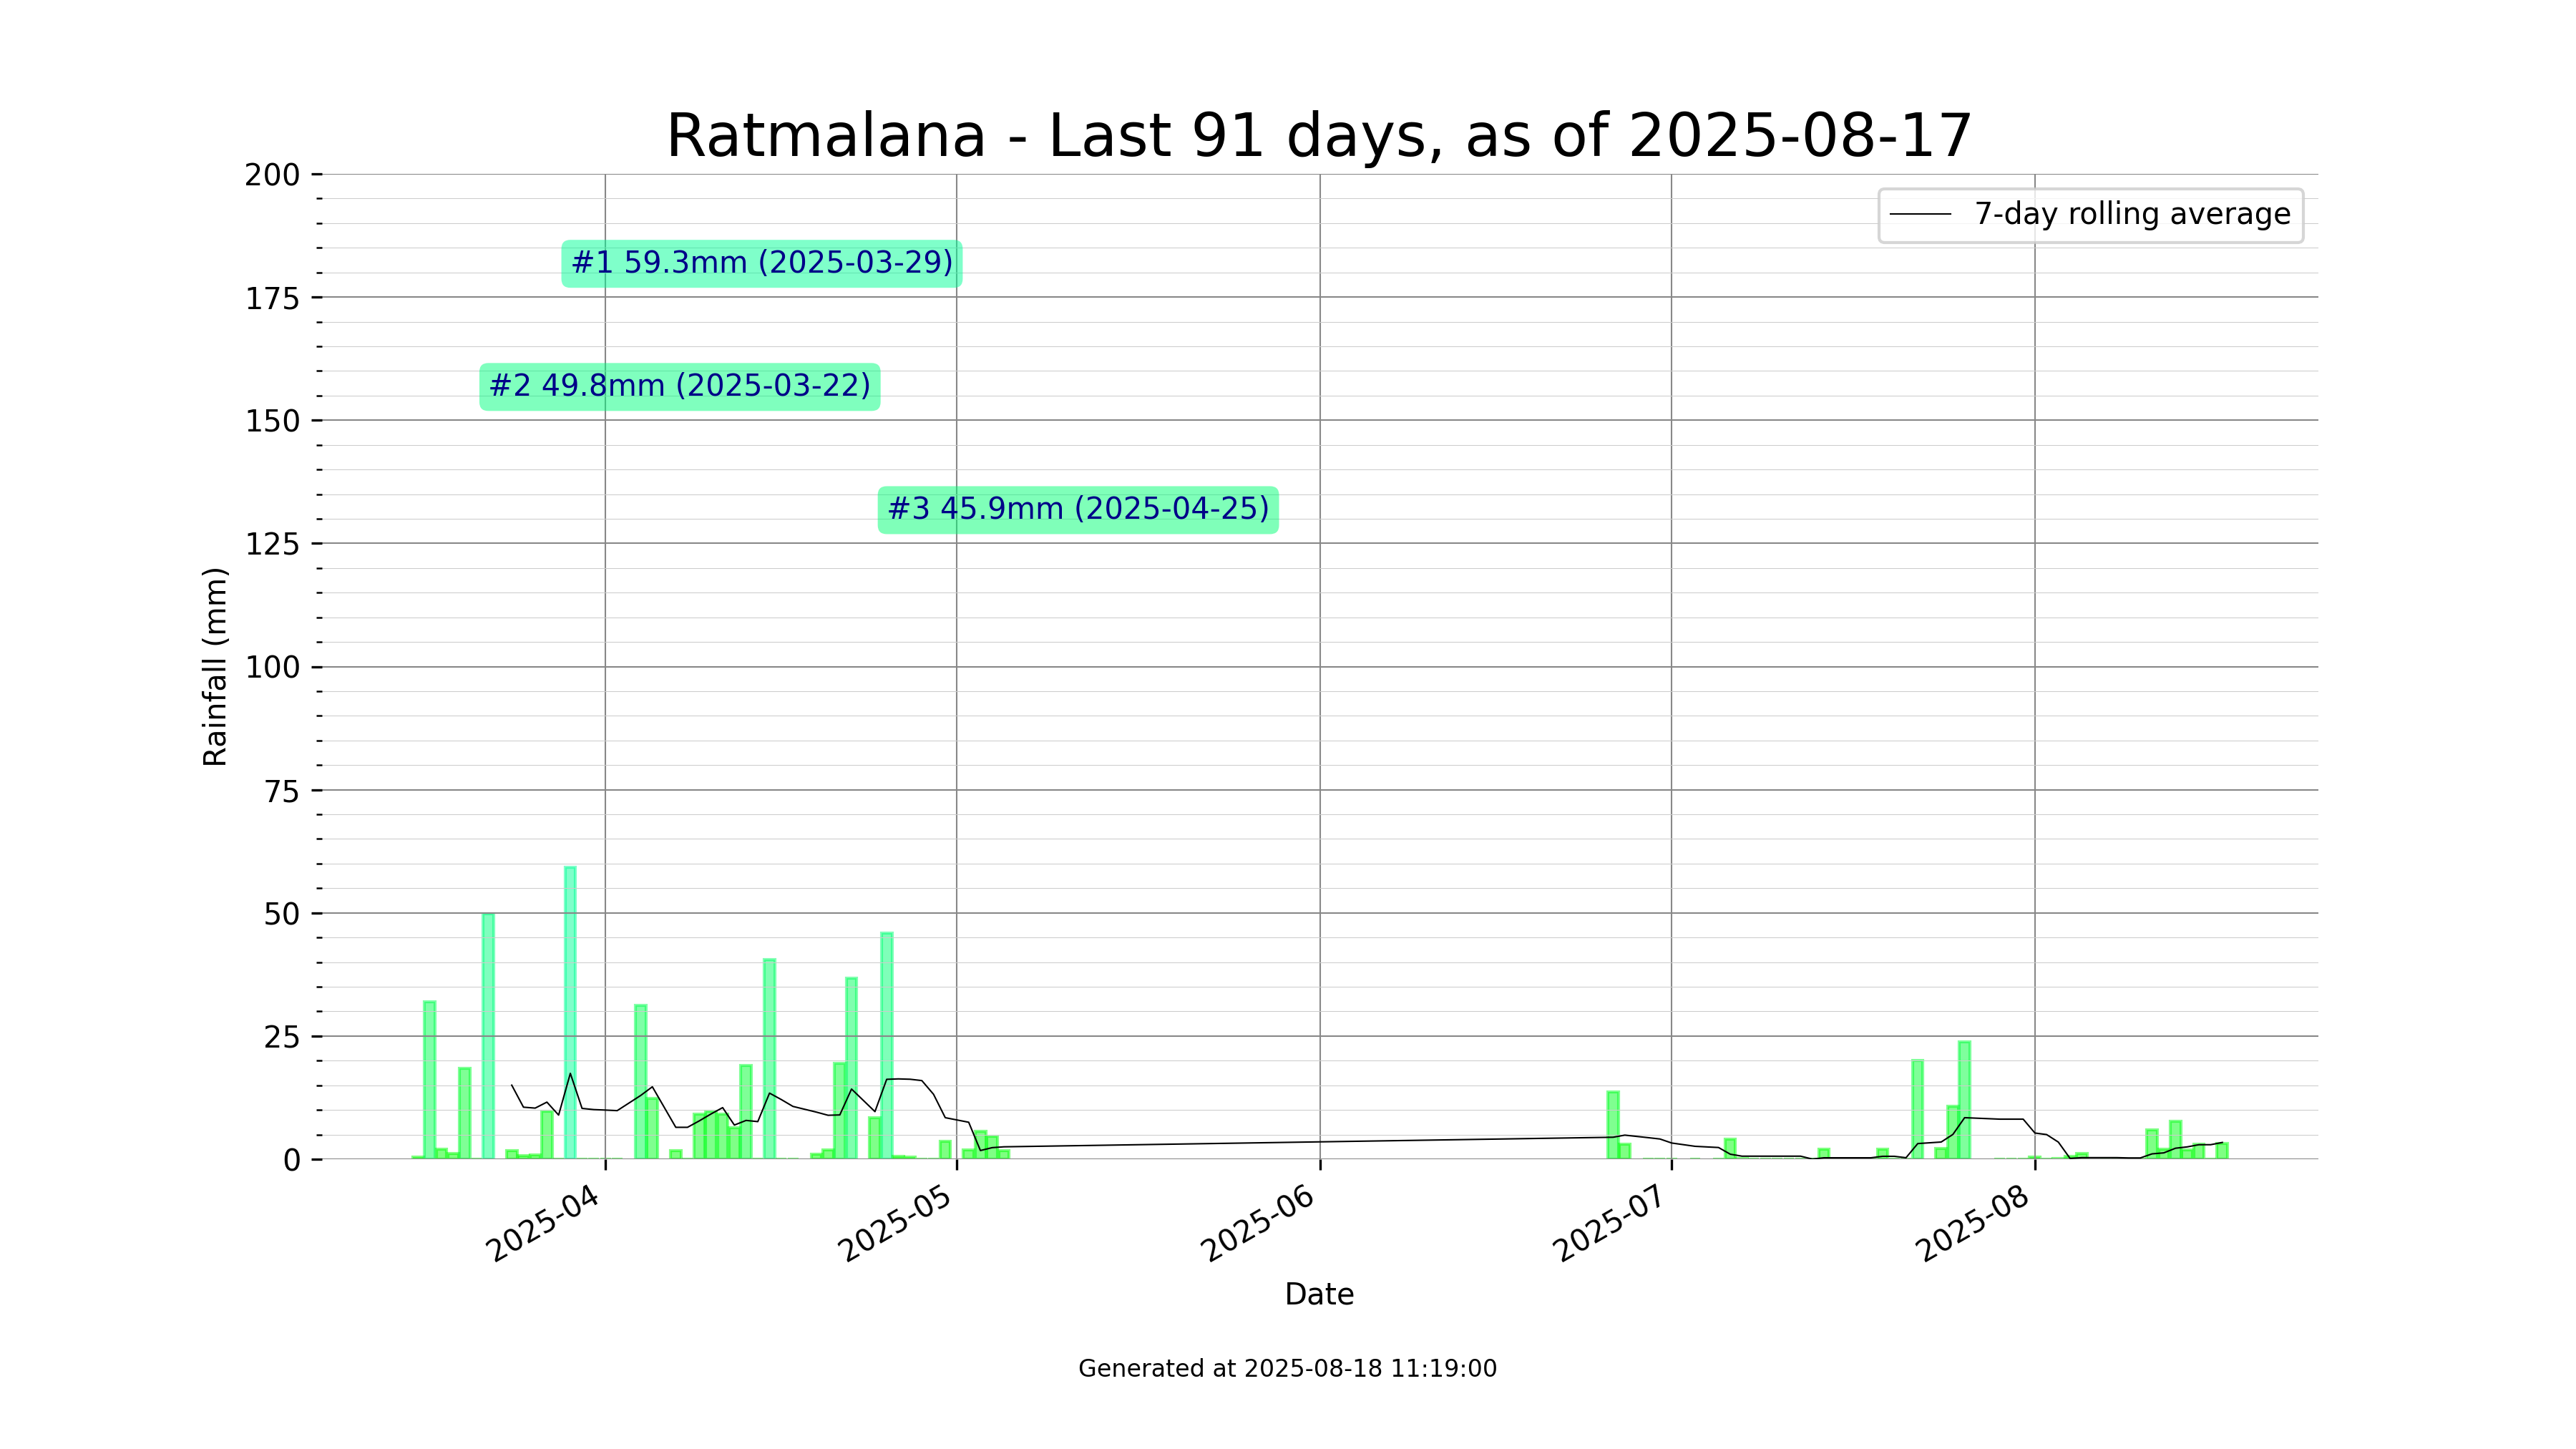 Ratmalana - Last 91 days, as of 2025-08-17
200
175
150
125
100
75
50
25
0
Rainfall (mm)
7-day rolling average
#1 59.3mm (2025-03-29)
#2 49.8mm (2025-03-22)
#3 45.9mm (2025-04-25)
2025-04
2025-05
2025-06
2025-07
2025-08
Date
Generated at 2025-08-18 11:19:00